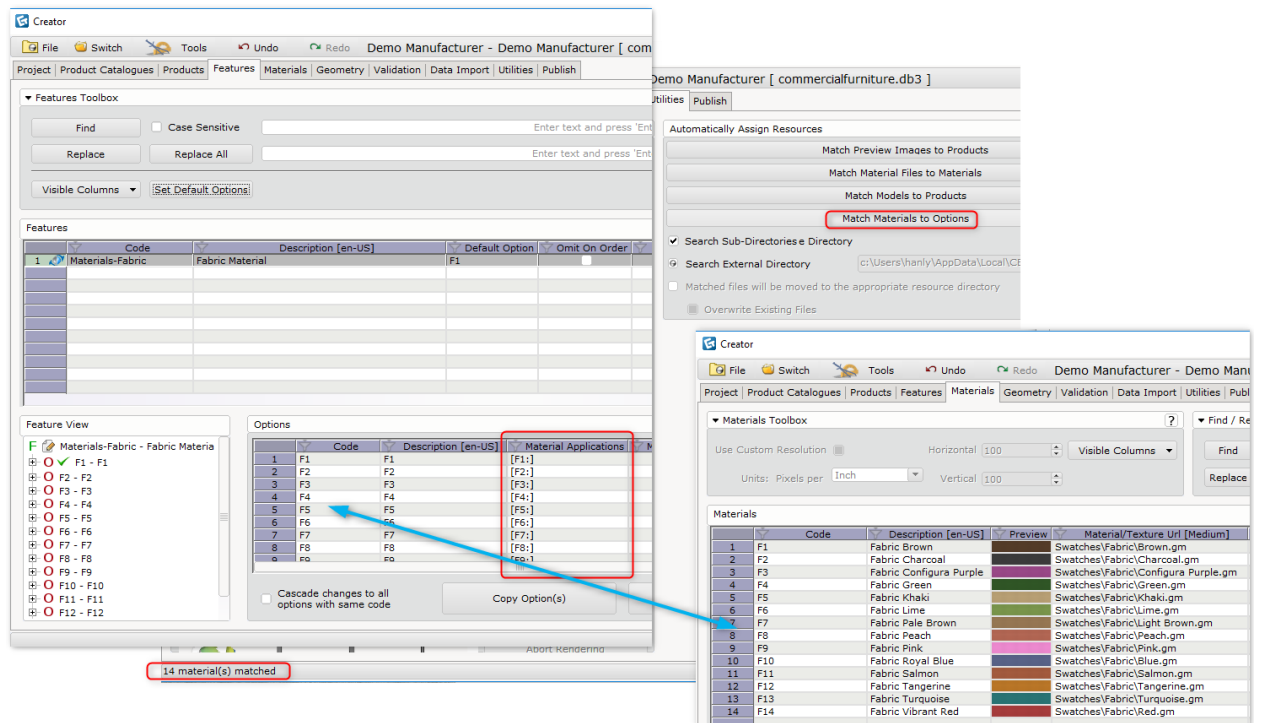 Creator
File Switch Tools Undo Redo Demo Manufacturer - Demo Manufacturer [ com
Project Product Catalogues Products Features Materials Geometry Validation Data Import Utilities Publish
Features Toolbox
Find Case Sensitive Enter text and press 'Ent
Replace Replace All Enter text and press 'Ent
Visible Columns Set Default Options
Features
Code Description [en-US] Default Option Omit On Order
1 Materials-Fabric Fabric Material F1
Feature View
F Materials-Fabric - Fabric Materia
O F1 - F1
O F2 - F2
O F3 - F3
O F4 - F4
O F5 - F5
O F6 - F6
O F7 - F7
O F8 - F8
O F9 - F9
O F10 - F10
O F11 - F11
O F12 - F12
Options
Code Description [en-US] Material Applications
1 F1 F1 [F1:]
2 F2 F2 [F2:]
3 F3 F3 [F3:]
4 F4 F4 [F4:]
5 F5 F5 [F5:]
6 F6 F6 [F6:]
7 F7 F7 [F7:]
8 F8 F8 [F8:]
9 F9 F9 [F9:]
Cascade changes to all
options with same code
Copy Option(s)
Abort Rendering
14 material(s) matched
Demo Manufacturer [ commercialfurniture.db3 ]
Utilities Publish
Automatically Assign Resources
Match Preview Images to Products
Match Material Files to Materials
Match Models to Products
Match Materials to Options
Search Sub-Directories e Directory
Search External Directory c:\Users\hanly\AppData\Local\CE
Matched files will be moved to the appropriate resource directory
Overwrite Existing Files
Creator
File Switch Tools Undo Redo Demo Manufacturer - Demo Manu
Project Product Catalogues Products Features Materials Geometry Validation Data Import Utilities Publ
Materials Toolbox ? Find / Re
Use Custom Resolution Horizontal 100 Visible Columns Find
Units: Pixels per Inch Vertical 100 Replace
Materials
Code Description [en-US] Preview Material/Texture Url [Medium]
1 F1 Fabric Brown Swatches\Fabric\Brown.gm
2 F2 Fabric Charcoal Swatches\Fabric\Charcoal.gm
3 F3 Fabric Configura Purple Swatches\Fabric\Configura Purple.gm
4 F4 Fabric Green Swatches\Fabric\Green.gm
5 F5 Fabric Khaki Swatches\Fabric\Khaki.gm
6 F6 Fabric Lime Swatches\Fabric\Lime.gm
7 F7 Fabric Pale Brown Swatches\Fabric\Light Brown.gm
8 F8 Fabric Peach Swatches\Fabric\Peach.gm
9 F9 Fabric Pink Swatches\Fabric\Pink.gm
10 F10 Fabric Royal Blue Swatches\Fabric\Blue.gm
11 F11 Fabric Salmon Swatches\Fabric\Salmon.gm
12 F12 Fabric Tangerine Swatches\Fabric\Tangerine.gm
13 F13 Fabric Turquoise Swatches\Fabric\Turquoise.gm
14 F14 Fabric Vibrant Red Swatches\Fabric\Red.gm